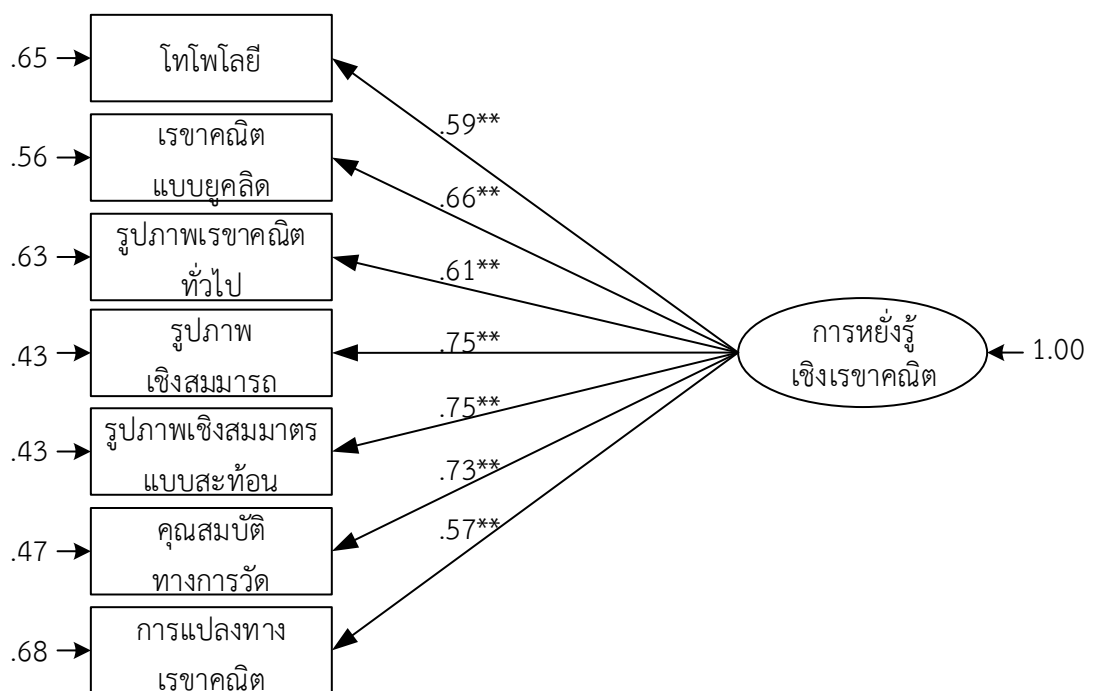 .65
โทโพโลยี
.59**
.56
เรขาคณิต
แบบยูคลิด
.66**
.63
รูปภาพเรขาคณิต
ทั่วไป
.61**
.43
รูปภาพ
เชิงสมมารถ
.75**
การหยั่งรู้
เชิงเรขาคณิต
1.00
.43
รูปภาพเชิงสมมาตร
แบบสะท้อน
.75**
.47
คุณสมบัติ
ทางการวัด
.73**
.68
การแปลงทาง
เรขาคณิต
.57**